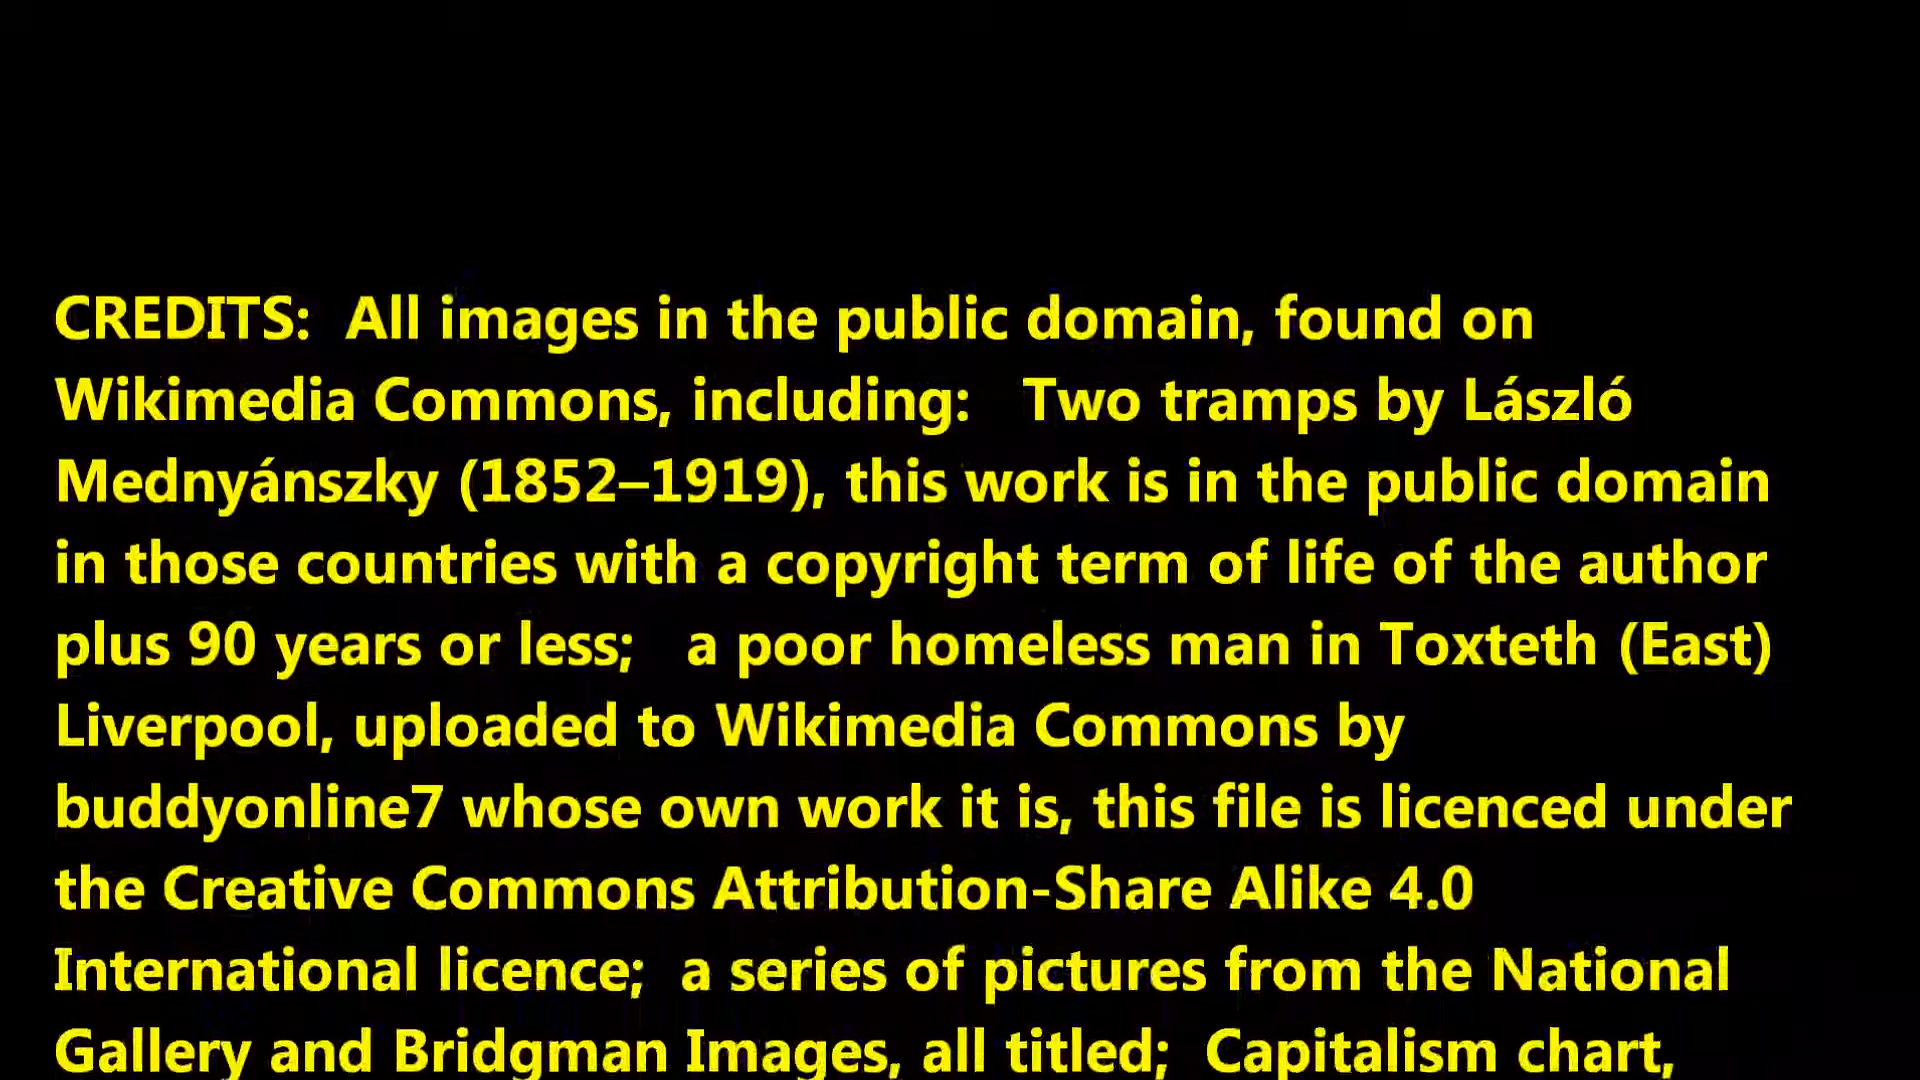 CREDITS:  All images in the public domain, found on
Wikimedia Commons, including:   Two tramps by László
Mednyánszky (1852–1919), this work is in the public domain
in those countries with a copyright term of life of the author
plus 90 years or less;   a poor homeless man in Toxteth (East)
Liverpool, uploaded to Wikimedia Commons by
buddyonline7 whose own work it is, this file is licenced under
the Creative Commons Attribution-Share Alike 4.0
International licence;  a series of pictures from the National
Gallery and Bridgman Images, all titled;  Capitalism chart,